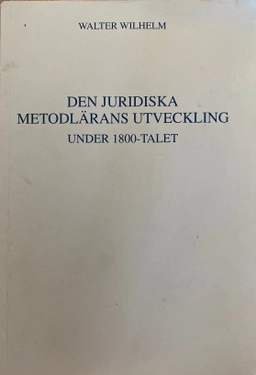 WALTER WILHELM
DEN JURIDISKA
METODLÄRANS UTVECKLING
UNDER 1800-TALET